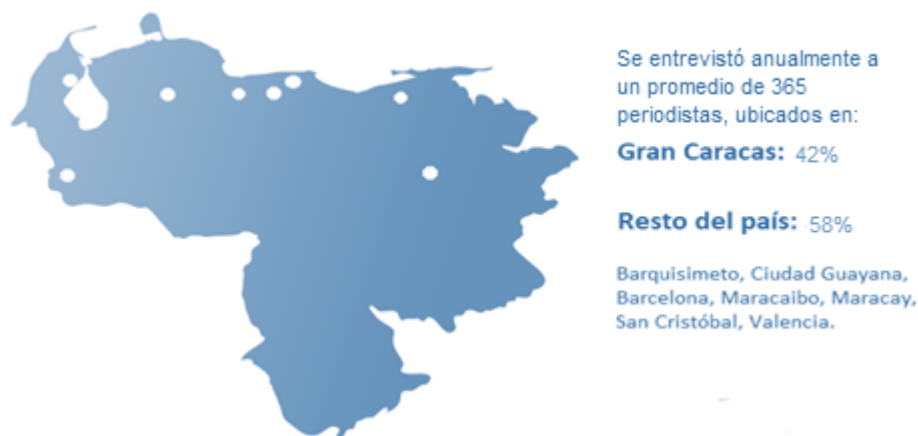 Se entrevistó anualmente a
un promedio de 365
periodistas, ubicados en:
Gran Caracas: 42%
Resto del país: 58%
Barquisimeto, Ciudad Guayana,
Barcelona, Maracaibo, Maracay,
San Cristóbal, Valencia.